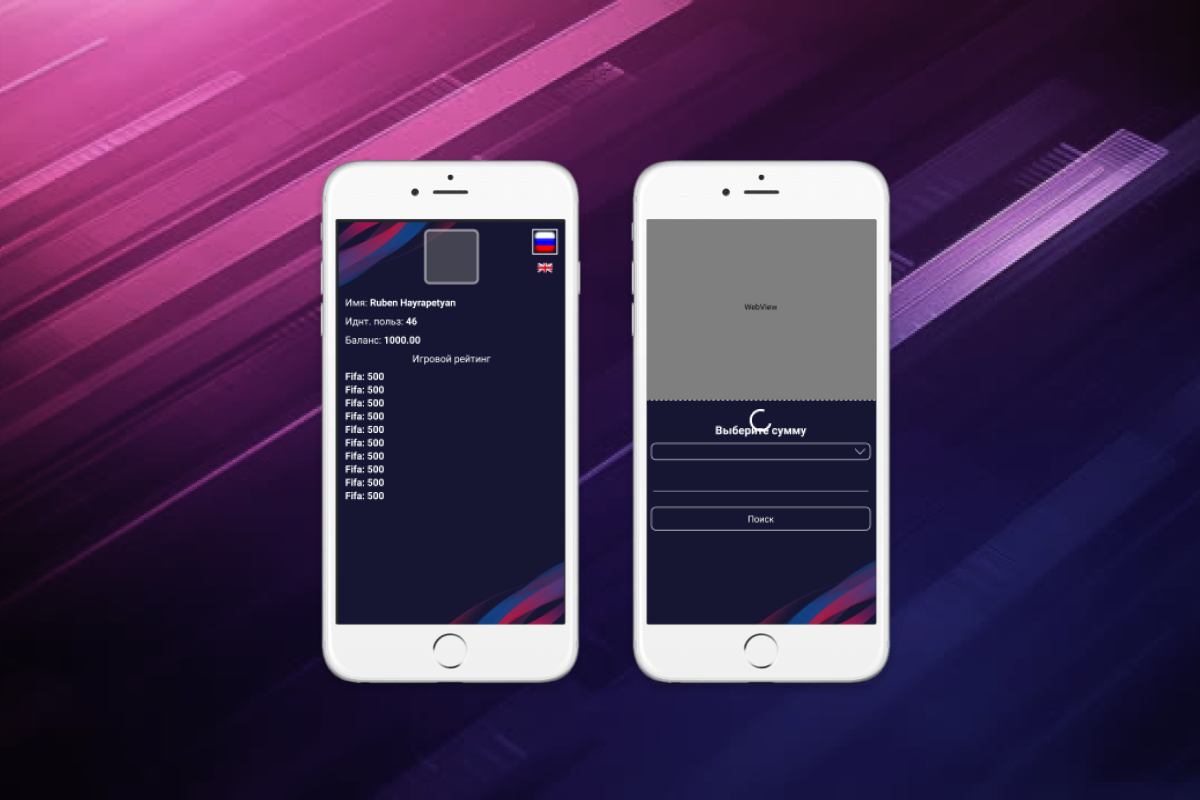 Имя: Ruben Hayrapetyan
Иднт. польз: 46
Баланс: 1000.00
Игровой рейтинг
Fifa: 500
Fifa: 500
Fifa: 500
Fifa: 500
Fifa: 500
Fifa: 500
Fifa: 500
Fifa: 500
Fifa: 500
Fifa: 500
WebView
Выберите сумму
Поиск